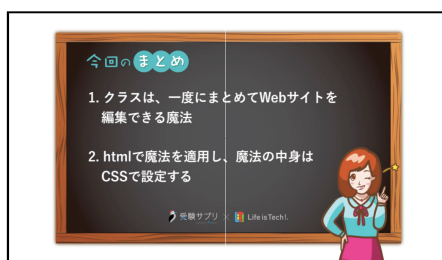 今回のまとめ
1. クラスは、一度にまとめてWebサイトを
編集できる魔法
2. htmlで魔法を適用し、魔法の中身は
CSSで設定する
受験サプリ × Life is Tech!.